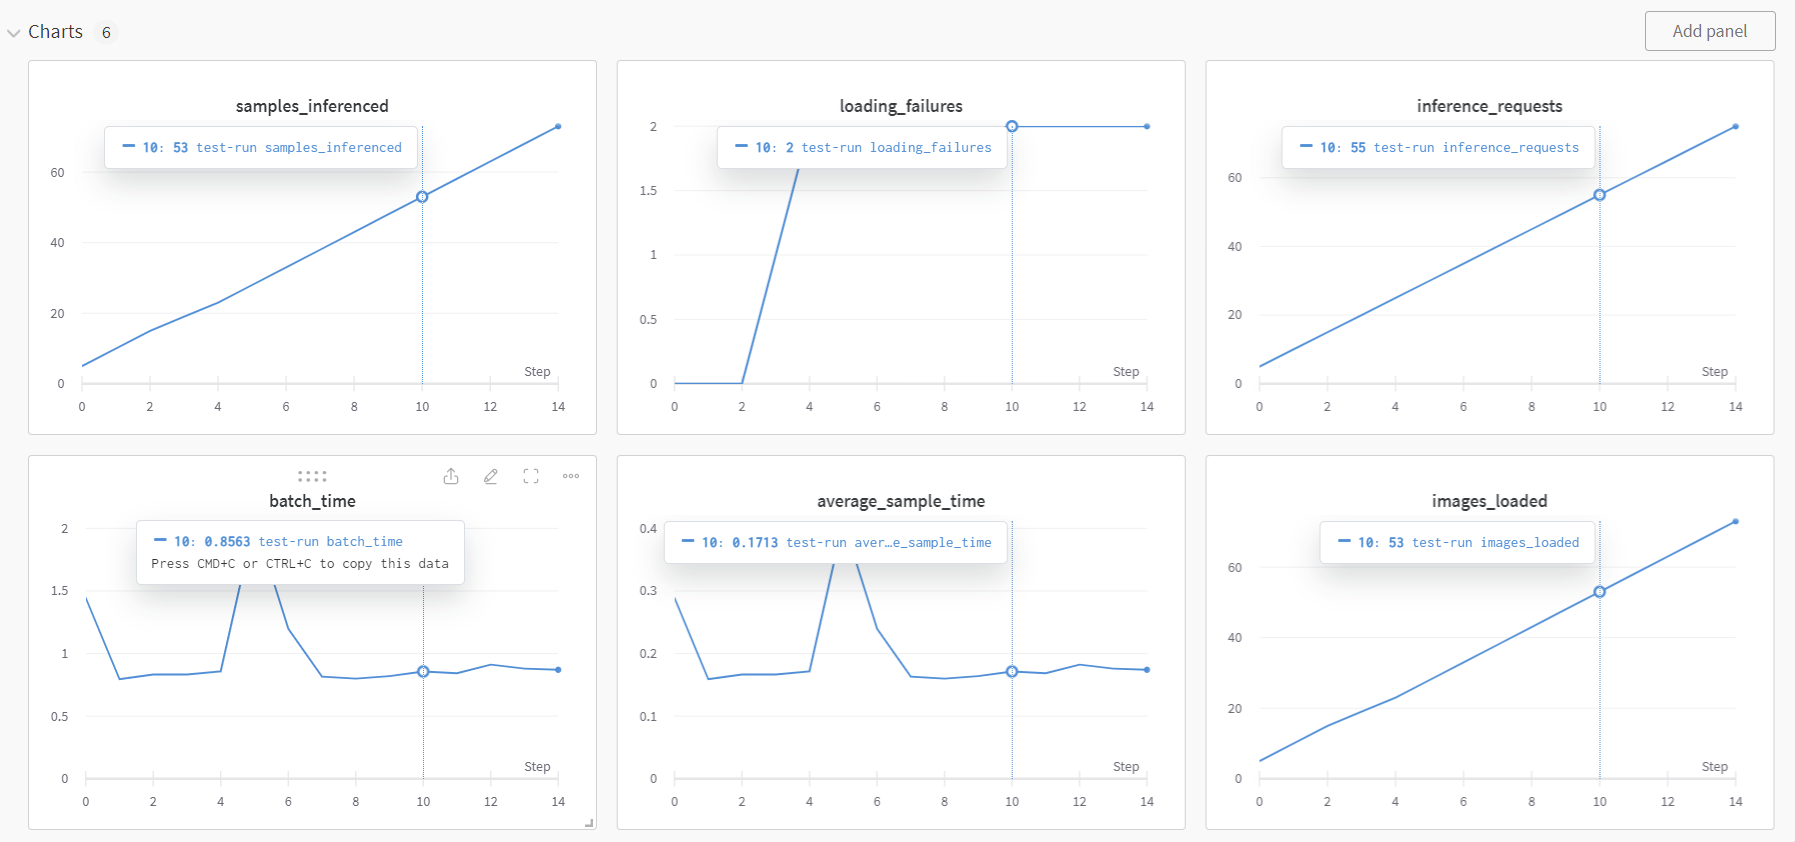 Charts 6
Add panel
samples_inferenced
10: 53 test-run samples_inferenced
60
40
20
0
Step
0 2 4 6 8 10 12 14
loading_failures
2
10: 2 test-run loading_failures
1.5
1
0.5
0
Step
0 2 4 6 8 10 12 14
inference_requests
10: 55 test-run inference_requests
60
40
20
0
Step
0 2 4 6 8 10 12 14
batch_time
2
10: 0.8563 test-run batch_time
Press CMD+C or CTRL+C to copy this data
1.5
1
0.5
0
Step
0 2 4 6 8 10 12 14
average_sample_time
0.4
10: 0.1713 test-run aver…e_sample_time
0.3
0.2
0.1
0
Step
0 2 4 6 8 10 12 14
images_loaded
10: 53 test-run images_loaded
60
40
20
0
Step
0 2 4 6 8 10 12 14